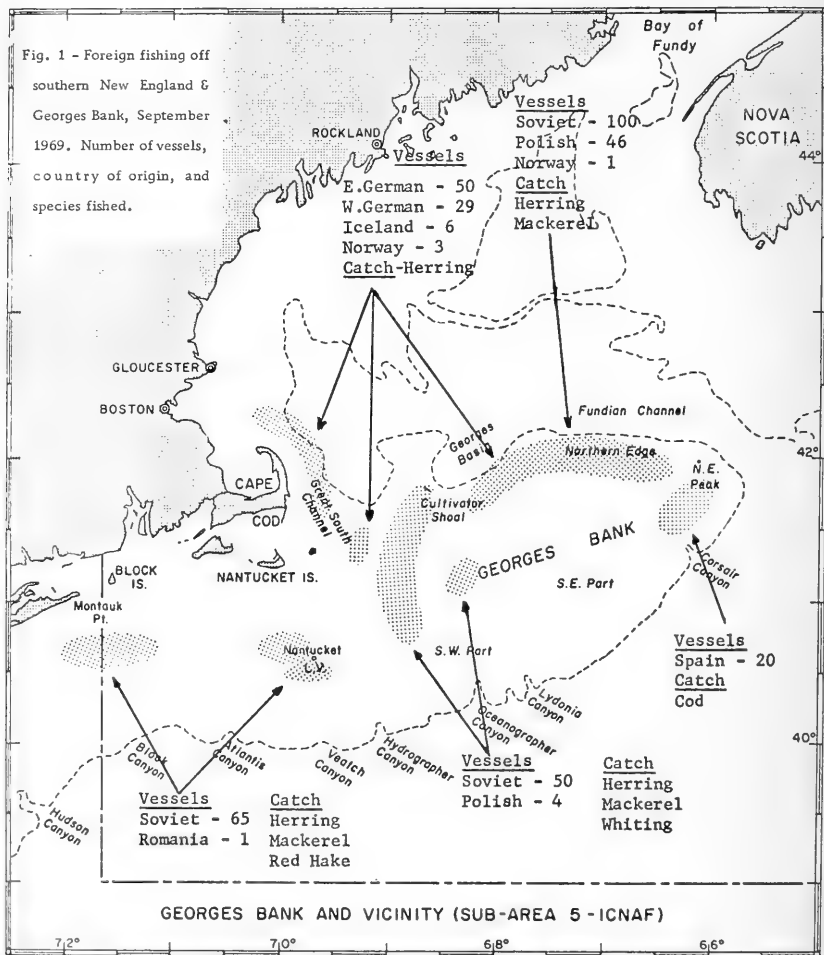 Fig. 1 - Foreign fishing off
southern New England &
Georges Bank, September
1969. Number of vessels,
country of origin, and
species fished.
Bay of
Fundy
NOVA
SCOTIA
44°
ROCKLAND
Vessels
Soviet - 100
Polish - 46
Norway - 1
Catch
Herring
Mackerel
Vessels
E.German - 50
W.German - 29
Iceland - 6
Norway - 3
Catch-Herring
GLOUCESTER
BOSTON
Fundian Channel
42°
Georges
Basin
Northern Edge
N.E.
Peak
CAPE
COD
Great South
Channel
Cultivator
Shoal
GEORGES BANK
Corsair
Canyon
BLOCK
IS.
NANTUCKET IS.
S.E. Part
Montauk
Pt.
Nantucket
L.V.
S.W. Part
Vessels
Spain - 20
Catch
Cod
Lydonia
Canyon
Oceanographer
Canyon
Hydrographer
Canyon
Veatch
Canyon
Atlantis
Canyon
Block
Canyon
Hudson
Canyon
40°
Vessels
Soviet - 50
Polish - 4
Catch
Herring
Mackerel
Whiting
Vessels
Soviet - 65
Romania - 1
Catch
Herring
Mackerel
Red Hake
GEORGES BANK AND VICINITY (SUB-AREA 5-ICNAF)
72°
70°
68°
66°